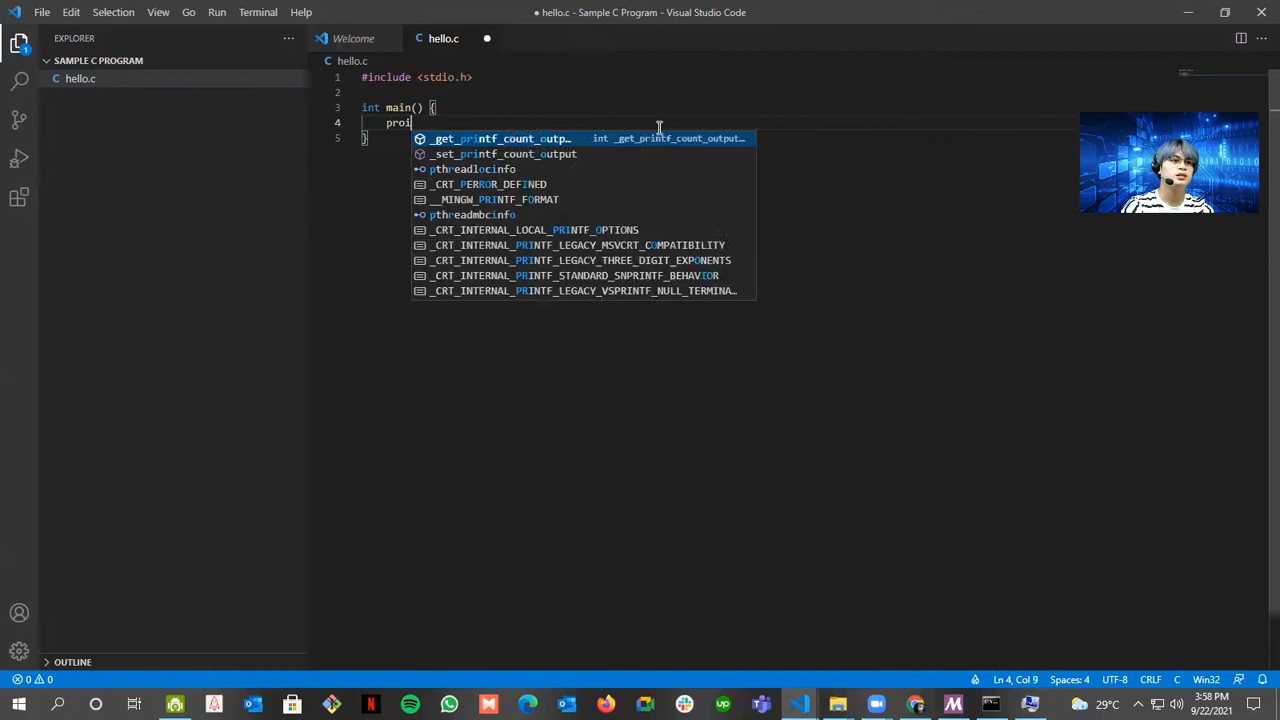 File Edit Selection View Go Run Terminal Help
● hello.c - Sample C Program - Visual Studio Code
EXPLORER
Welcome
hello.c
SAMPLE C PROGRAM
hello.c
hello.c
1
1 #include <stdio.h>
2
3 int main() {
4 proi
5 }
_get_printf_count_outp… int _get_printf_count_output…
_set_printf_count_output
pthreadlocinfo
_CRT_PERROR_DEFINED
__MINGW_PRINTF_FORMAT
pthreadmbcinfo
_CRT_INTERNAL_LOCAL_PRINTF_OPTIONS
_CRT_INTERNAL_PRINTF_LEGACY_MSVCRT_COMPATIBILITY
_CRT_INTERNAL_PRINTF_LEGACY_THREE_DIGIT_EXPONENTS
_CRT_INTERNAL_PRINTF_STANDARD_SNPRINTF_BEHAVIOR
_CRT_INTERNAL_PRINTF_LEGACY_VSPRINTF_NULL_TERMINA…
OUTLINE
0 0
Ln 4, Col 9 Spaces: 4 UTF-8 CRLF C Win32
29°C
3:58 PM
9/22/2021